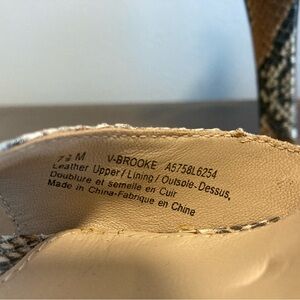 7½ M V-BROOKE A5758L6254
Leather Upper/Lining/Outsole-Dessus,
Doublure et semelle en Cuir
Made in China-Fabrique en Chine